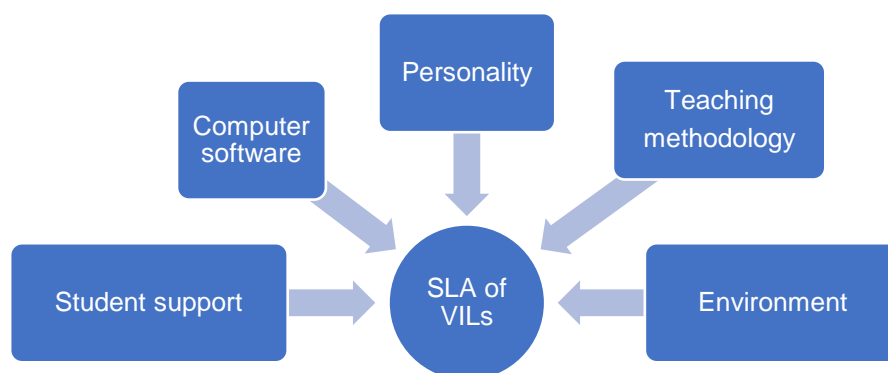 Personality
Computer
software
Teaching
methodology
Student support
SLA of
VILs
Environment